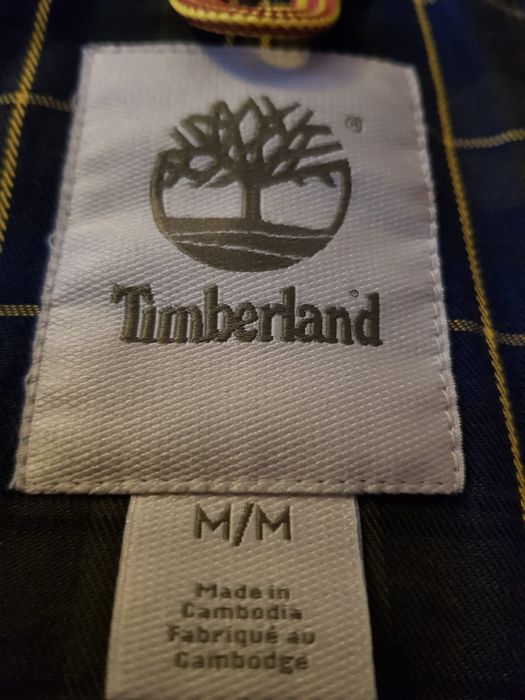 Timberland®
M/M
Made in
Cambodia
Fabriqué au
Cambodge